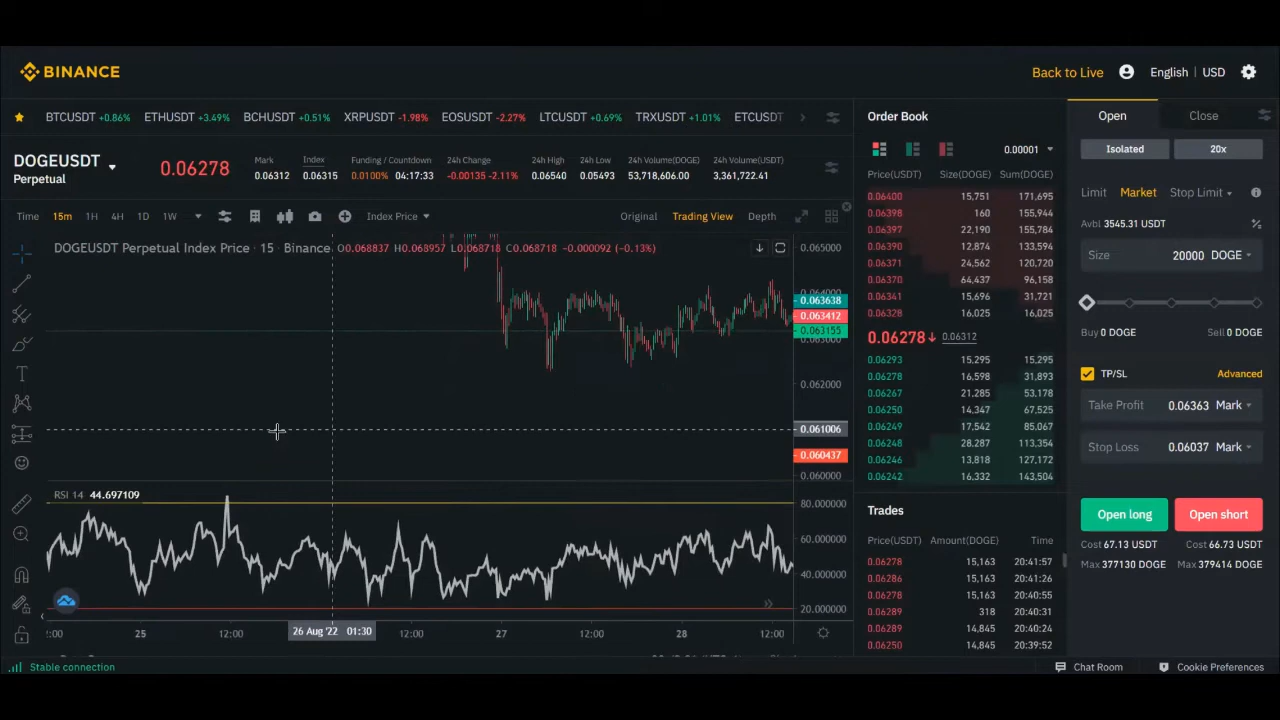 BINANCE
Back to Live English | USD
BTCUSDT +0.86% ETHUSDT +3.49% BCHUSDT +0.51% XRPUSDT -1.98% EOSUSDT -2.27% LTCUSDT +0.69% TRXUSDT +1.01% ETCUSDT
DOGEUSDT
Perpetual
0.06278
Mark
0.06312
Index
0.06315
Funding / Countdown
0.0100% 04:17:33
24h Change
-0.00135 -2.11%
24h High
0.06540
24h Low
0.05493
24h Volume(DOGE)
53,718,606.00
24h Volume(USDT)
3,361,722.41
Time 15m 1H 4H 1D 1W Index Price Original Trading View Depth
DOGEUSDT Perpetual Index Price · 15 · Binance O0.068837 H0.068957 L0.068718 C0.068718 -0.000092 (-0.13%)
0.065000
0.064000
0.063638
0.063412
0.063155
0.063000
0.062000
0.061006
0.060437
0.060000
RSI 14 44.697109
80.000000
60.000000
40.000000
20.000000
:00 25 12:00 26 Aug '22 01:30 12:00 27 12:00 28 12:00
Order Book
0.00001
Price(USDT) Size(DOGE) Sum(DOGE)
0.06400 15,751 171,695
0.06398 160 155,944
0.06397 22,190 155,784
0.06390 12,874 133,594
0.06371 24,562 120,720
0.06370 64,437 96,158
0.06341 15,696 31,721
0.06328 16,025 16,025
0.06278 0.06312
0.06293 15,295 15,295
0.06278 16,598 31,893
0.06267 21,285 53,178
0.06250 14,347 67,525
0.06249 17,542 85,067
0.06248 28,287 113,354
0.06246 13,818 127,172
0.06242 16,332 143,504
Trades
Price(USDT) Amount(DOGE) Time
0.06278 15,163 20:41:57
0.06286 15,163 20:41:26
0.06278 15,163 20:40:55
0.06289 318 20:40:31
0.06289 14,845 20:40:24
0.06250 14,845 20:39:52
Open Close
Isolated 20x
Limit Market Stop Limit
Avbl 3545.31 USDT
Size 20000 DOGE
Buy 0 DOGE Sell 0 DOGE
TP/SL Advanced
Take Profit 0.06363 Mark
Stop Loss 0.06037 Mark
Open long Open short
Cost 67.13 USDT Cost 66.73 USDT
Max 377130 DOGE Max 379414 DOGE
Stable connection Chat Room Cookie Preferences